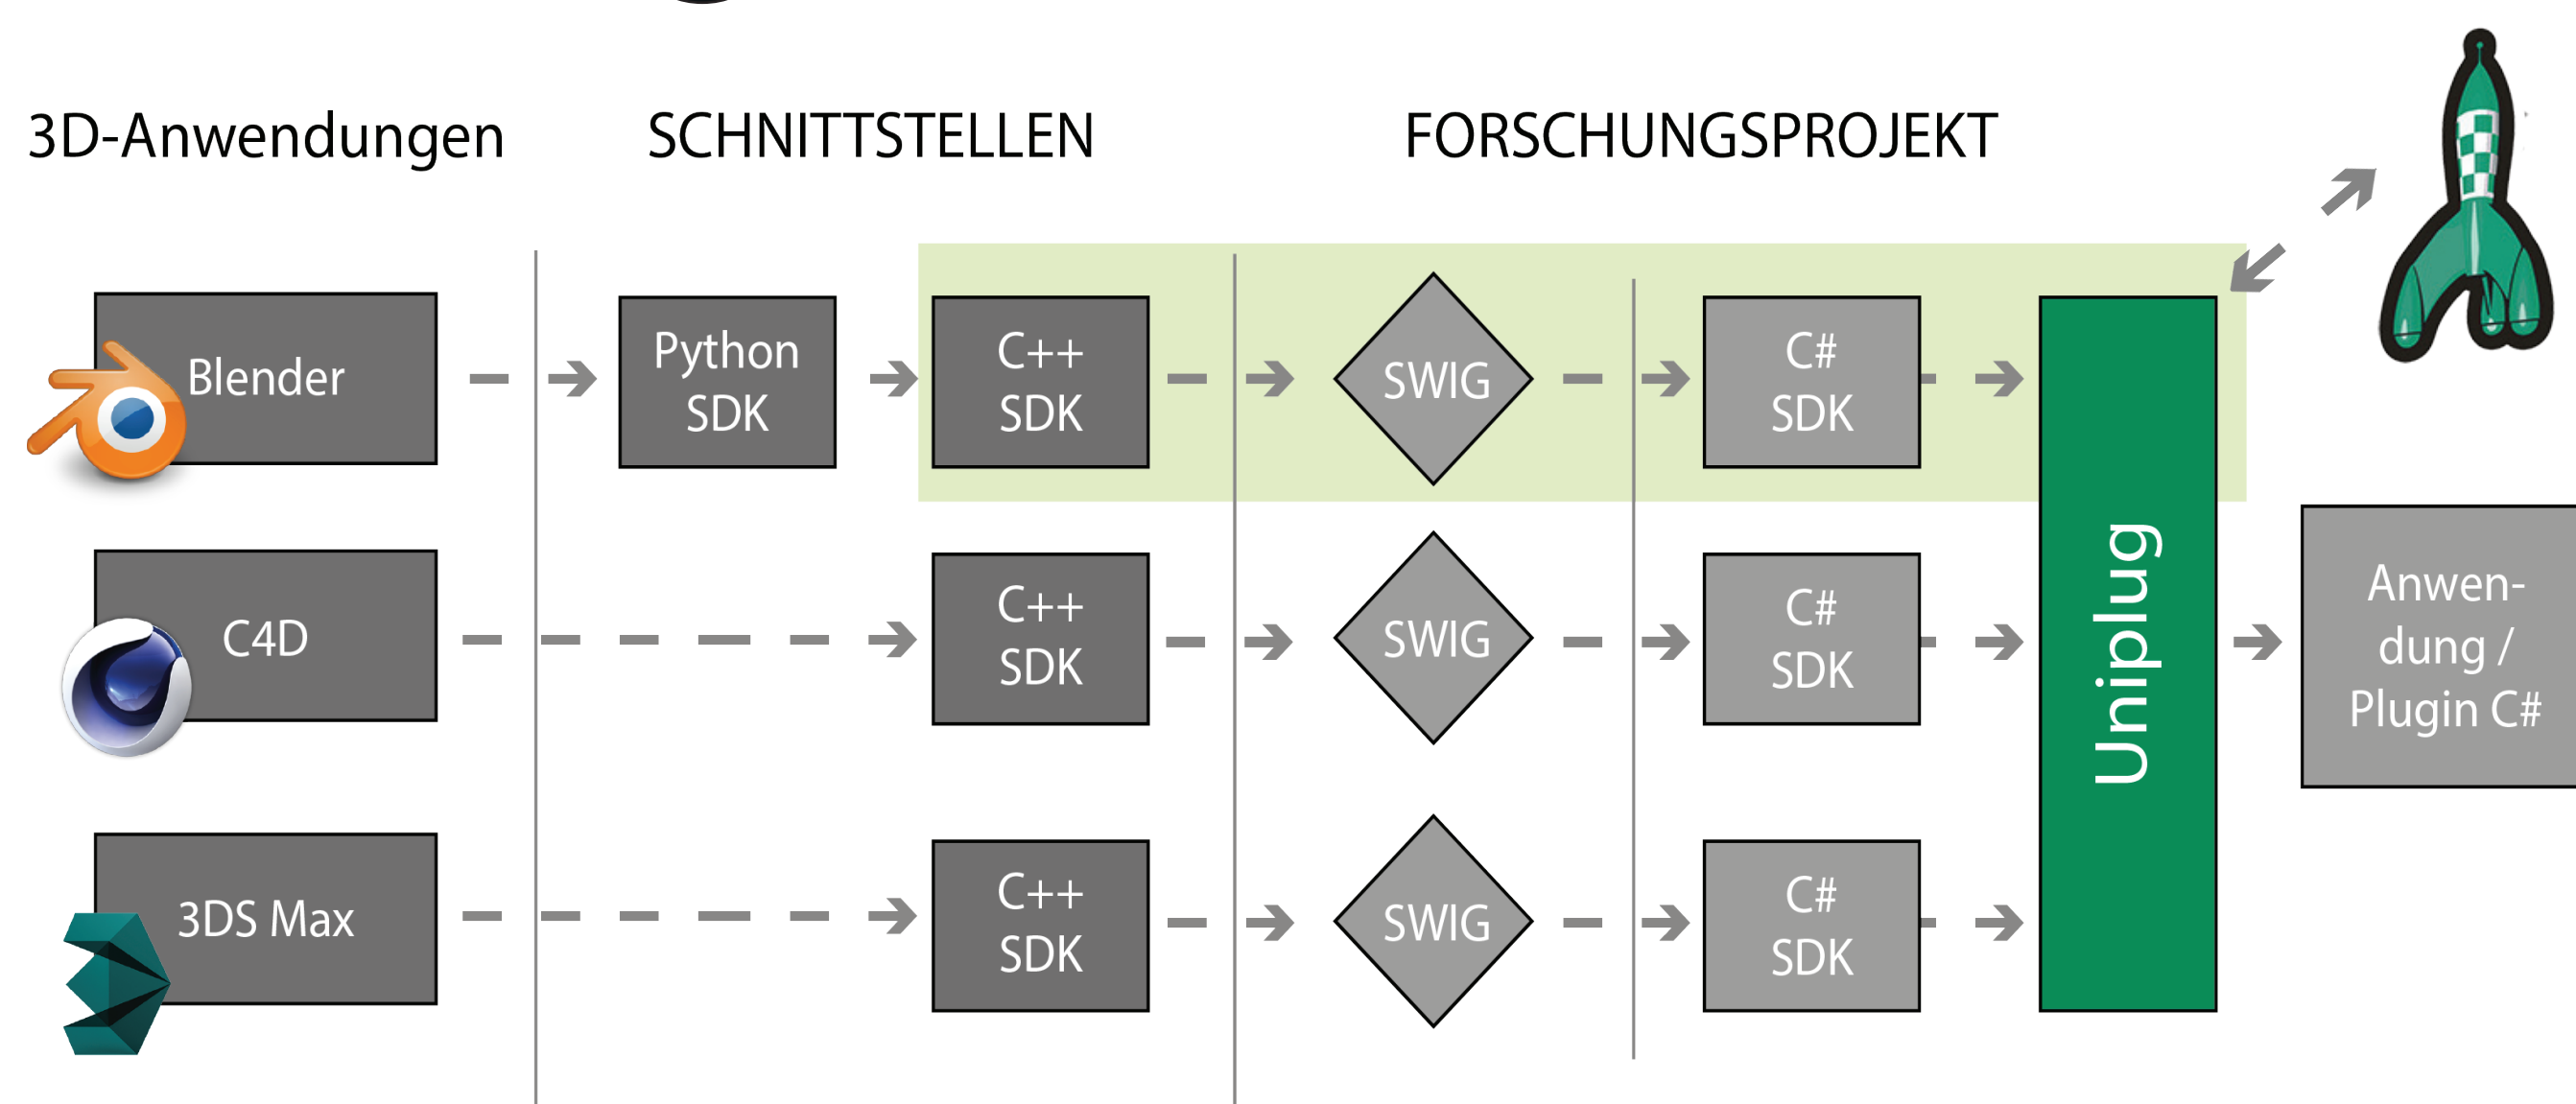 3D-Anwendungen
SCHNITTSTELLEN
FORSCHUNGSPROJEKT
Blender
Python
SDK
C++
SDK
SWIG
C#
SDK
C4D
C++
SDK
SWIG
C#
SDK
3DS Max
C++
SDK
SWIG
C#
SDK
Uniplug
Anwen-
dung /
Plugin C#